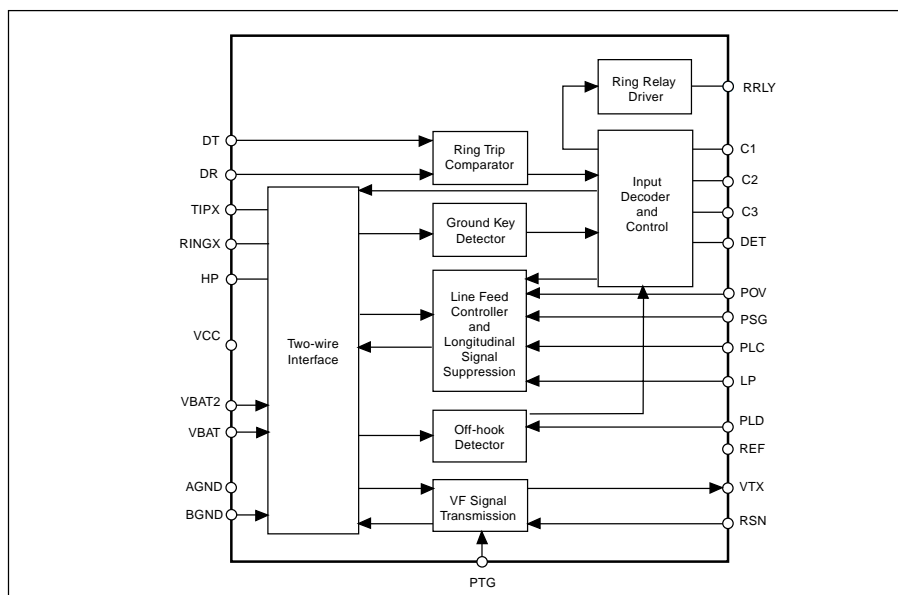 Ring Relay
Driver
RRLY
DT
Ring Trip
Comparator
C1
DR
Input
Decoder
and
Control
C2
TIPX
Ground Key
Detector
C3
RINGX
DET
HP
Line Feed
Controller
and
Longitudinal
Signal
Suppression
POV
PSG
VCC
Two-wire
Interface
PLC
LP
VBAT2
VBAT
Off-hook
Detector
PLD
REF
AGND
VF Signal
Transmission
VTX
BGND
RSN
PTG